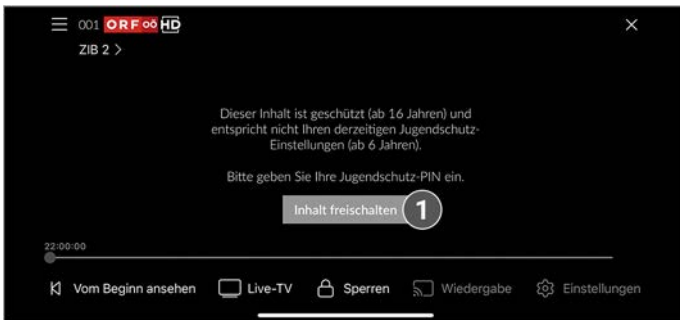 001 ORF oö HD
ZIB 2 >
Dieser Inhalt ist geschützt (ab 16 Jahren) und
entspricht nicht Ihren derzeitigen Jugendschutz-
Einstellungen (ab 6 Jahren).
Bitte geben Sie Ihre Jugendschutz-PIN ein.
Inhalt freischalten 1
22:00:00
Vom Beginn ansehen Live-TV Sperren Wiedergabe Einstellungen